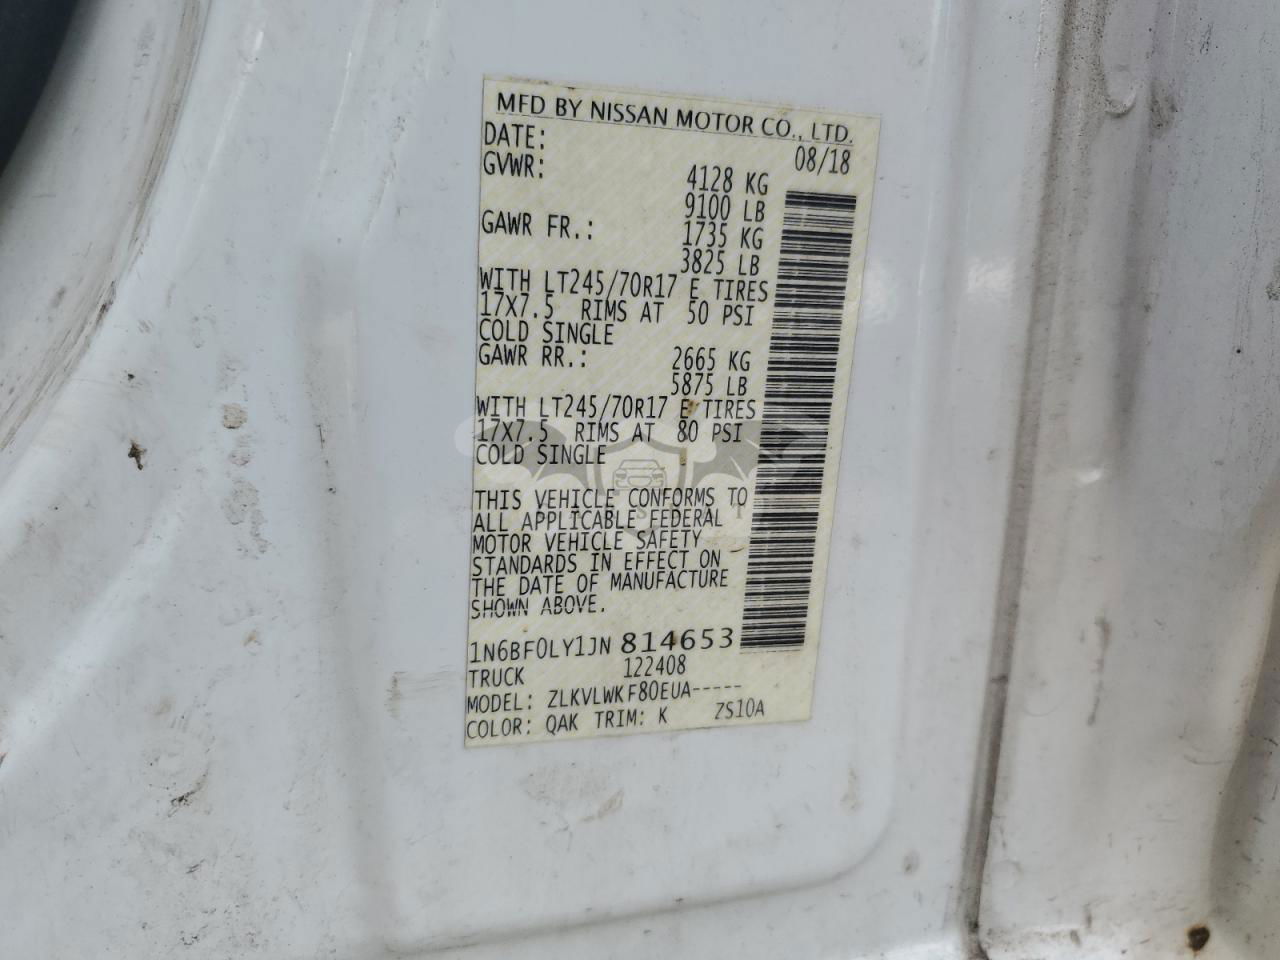 MFD BY NISSAN MOTOR CO., LTD.
DATE: 08/18
GVWR: 4128 KG
9100 LB
GAWR FR.: 1735 KG
3825 LB
WITH LT245/70R17 E TIRES
17X7.5 RIMS AT 50 PSI
COLD SINGLE
GAWR RR.: 2665 KG
5875 LB
WITH LT245/70R17 E TIRES
17X7.5 RIMS AT 80 PSI
COLD SINGLE
THIS VEHICLE CONFORMS TO
ALL APPLICABLE FEDERAL
MOTOR VEHICLE SAFETY
STANDARDS IN EFFECT ON
THE DATE OF MANUFACTURE
SHOWN ABOVE.
1N6BF0LY1JN 814653
TRUCK 122408
MODEL: ZLKVLWKF80EUA-----
COLOR: QAK TRIM: K ZS10A